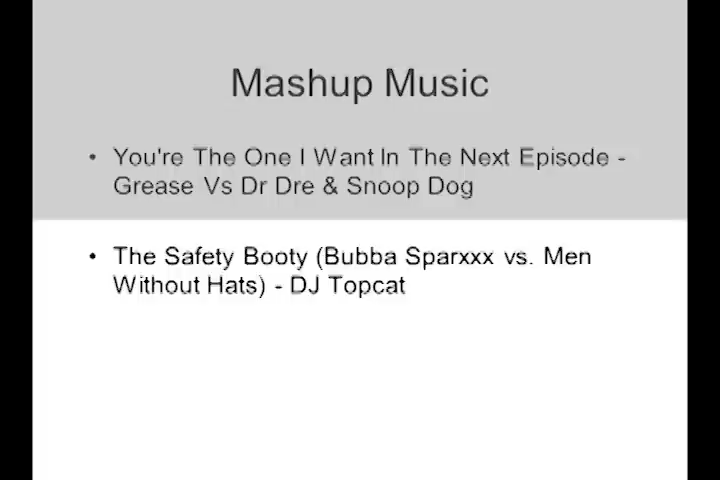 Mashup Music
• You're The One I Want In The Next Episode -
Grease Vs Dr Dre & Snoop Dog
• The Safety Booty (Bubba Sparxxx vs. Men
Without Hats) - DJ Topcat